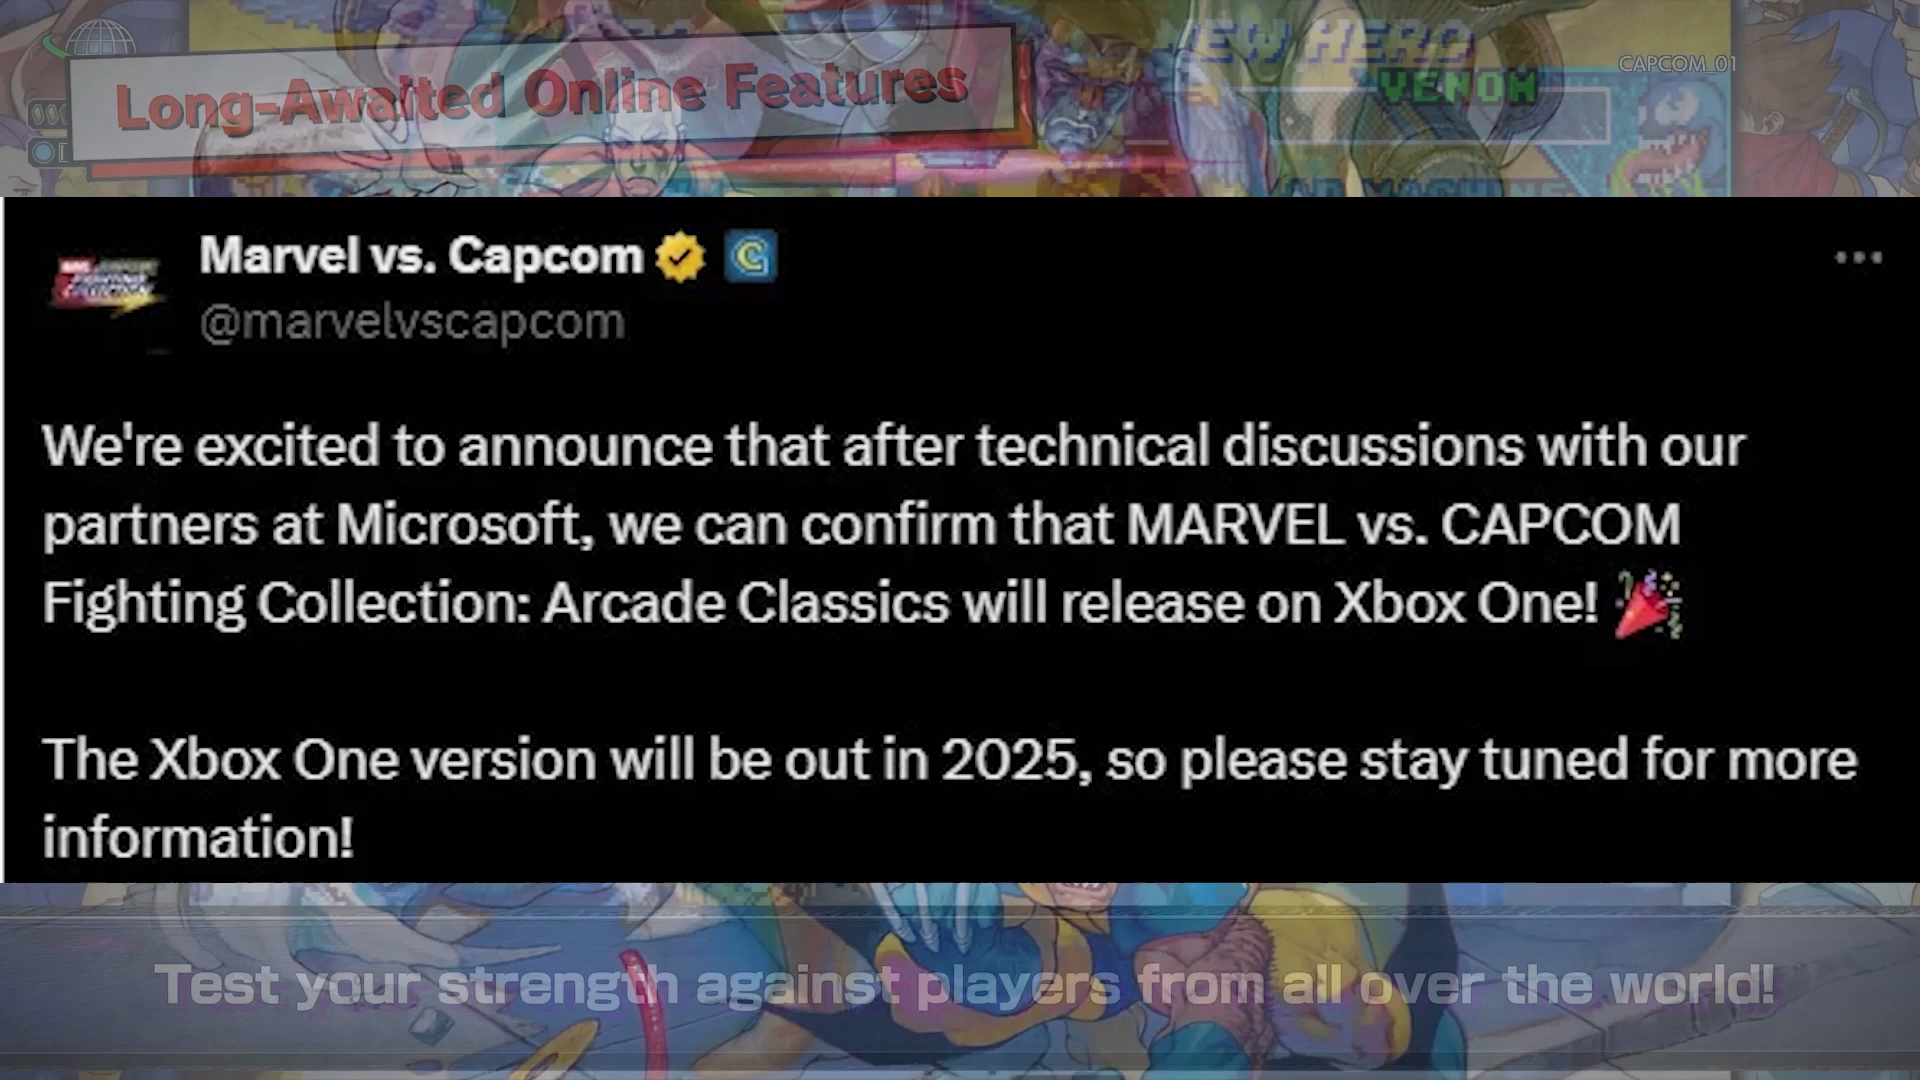 NEW HERO
CAPCOM_01
VENOM
Long-Awaited Online Features
Marvel vs. Capcom
@marvelvscapcom
We're excited to announce that after technical discussions with our
partners at Microsoft, we can confirm that MARVEL vs. CAPCOM
Fighting Collection: Arcade Classics will release on Xbox One! 🎉
The Xbox One version will be out in 2025, so please stay tuned for more
information!
Test your strength against players from all over the world!